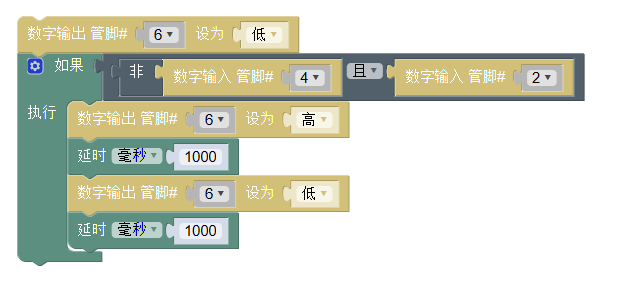 数字输出 管脚# 6 设为 低
如果 非 数字输入 管脚# 4 且 数字输入 管脚# 2
执行 数字输出 管脚# 6 设为 高
延时 毫秒 1000
数字输出 管脚# 6 设为 低
延时 毫秒 1000